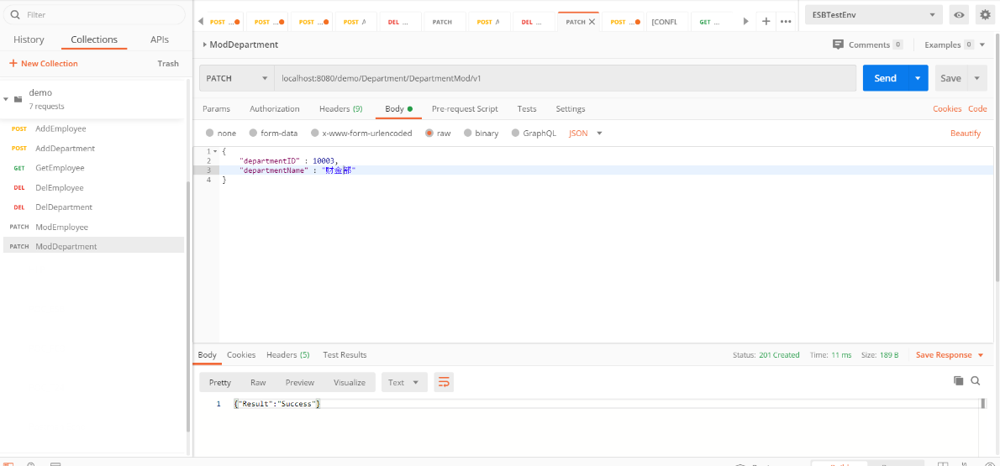 Filter
History Collections APIs
+ New Collection Trash
demo
7 requests
POST AddEmployee
POST AddDepartment
GET GetEmployee
DEL DelEmployee
DEL DelDepartment
PATCH ModEmployee
PATCH ModDepartment
POST ... POST ... POST ... POST A DEL ... PATCH POST A DEL ... PATCH POST ... [CONFL GET ... + ••• ESBTestEnv
ModDepartment Comments 0 Examples 0
PATCH localhost:8080/demo/Department/DepartmentMod/v1 Send Save
Params Authorization Headers (9) Body Pre-request Script Tests Settings Cookies Code
none form-data x-www-form-urlencoded raw binary GraphQL JSON Beautify
1 {
2 "departmentID" : 10003,
3 "departmentName" : "財金部"
4 }
Body Cookies Headers (5) Test Results Status: 201 Created Time: 11 ms Size: 189 B Save Response
Pretty Raw Preview Visualize Text
1 {"Result":"Success"}